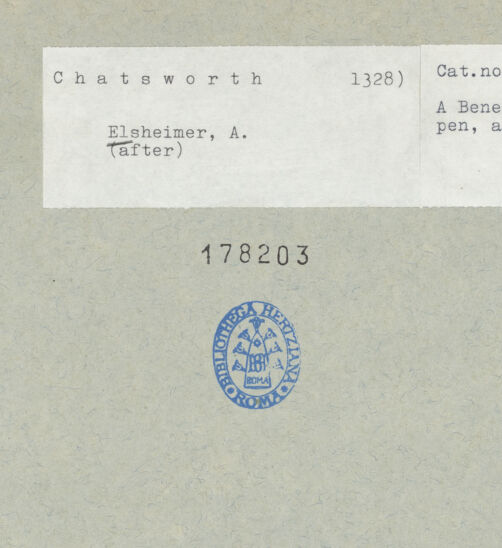 Chatsworth 1328)
Elsheimer, A.
(after)
Cat.no
A Bene
pen, a
178203
BIBLIOTHECA HERTZIANA
ROMA
ROMA